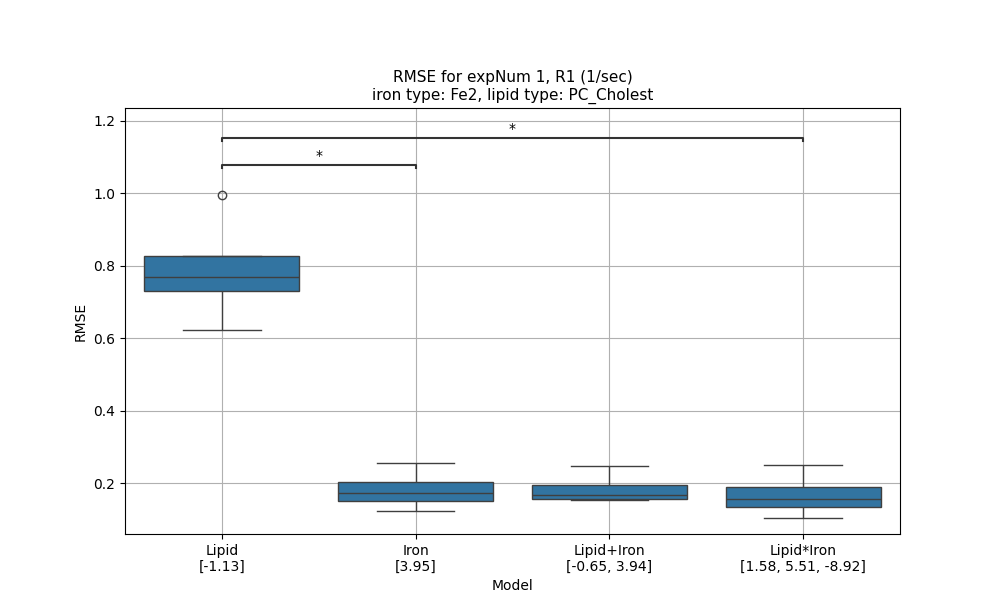 RMSE for expNum 1, R1 (1/sec)
iron type: Fe2, lipid type: PC_Cholest
1.2
1.0
0.8
0.6
0.4
0.2
RMSE
*
*
Lipid
[-1.13]
Iron
[3.95]
Lipid+Iron
[-0.65, 3.94]
Lipid*Iron
[1.58, 5.51, -8.92]
Model